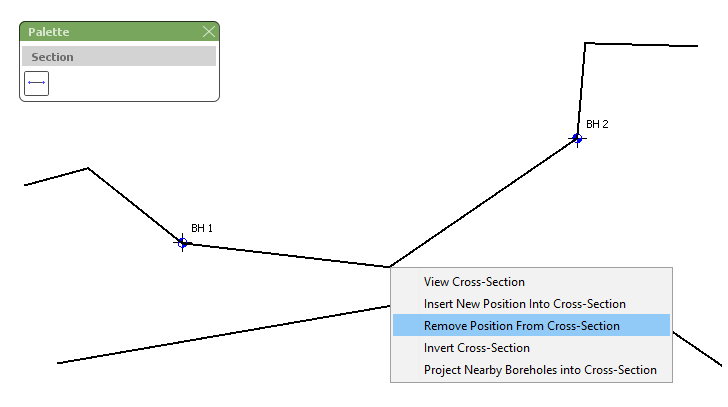 Palette
Section
BH 2
BH 1
View Cross-Section
Insert New Position Into Cross-Section
Remove Position From Cross-Section
Invert Cross-Section
Project Nearby Boreholes into Cross-Section